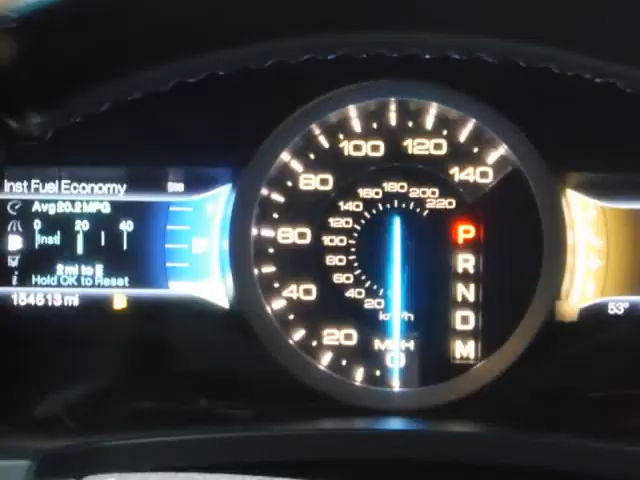 Inst Fuel Economy
Avg 20.2 MPG
0 20 40
Inst
2 mi to E
Hold OK to Reset
154513 mi
100 120
80 140
60
40
20
MPH
180
160 200
140 220
120
100
80
60
40
20
km/h
P
R
N
D
M
53°